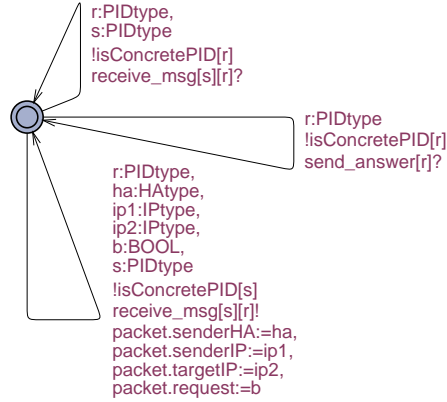 r:PIDtype,
s:PIDtype
!isConcretePID[r]
receive_msg[s][r]?
r:PIDtype
!isConcretePID[r]
send_answer[r]?
r:PIDtype,
ha:HAtype,
ip1:IPtype,
ip2:IPtype,
b:BOOL,
s:PIDtype
!isConcretePID[s]
receive_msg[s][r]!
packet.senderHA:=ha,
packet.senderIP:=ip1,
packet.targetIP:=ip2,
packet.request:=b